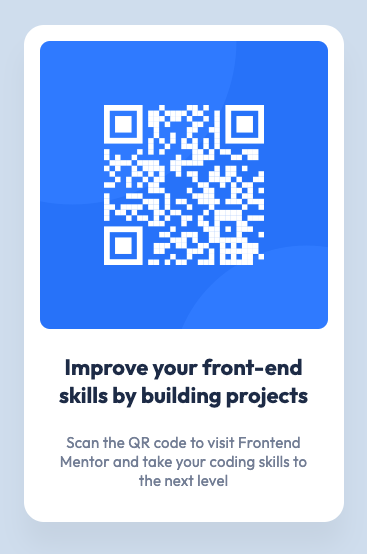 Improve your front-end
skills by building projects
Scan the QR code to visit Frontend
Mentor and take your coding skills to
the next level